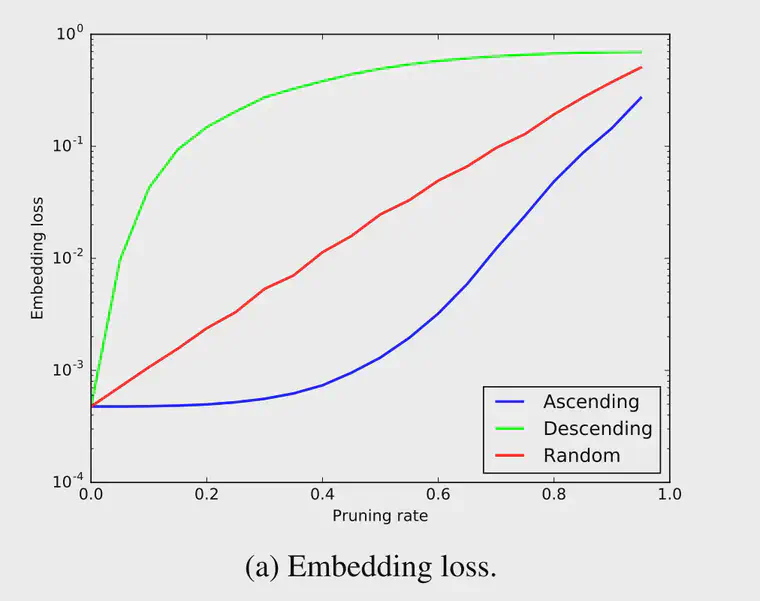 10^0
10^-1
10^-2
10^-3
10^-4
Embedding loss
Ascending
Descending
Random
0.0 0.2 0.4 0.6 0.8 1.0
Pruning rate
(a) Embedding loss.